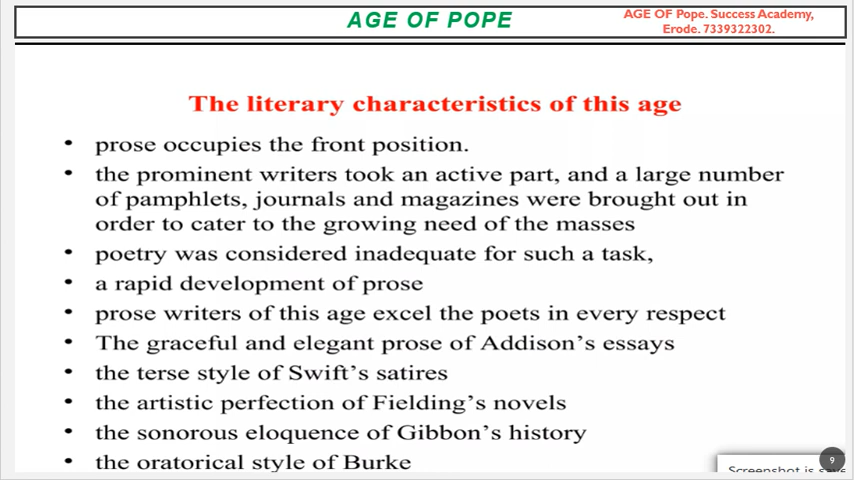 AGE OF POPE
AGE OF Pope. Success Academy,
Erode. 7339322302.
The literary characteristics of this age
• prose occupies the front position.
• the prominent writers took an active part, and a large number
of pamphlets, journals and magazines were brought out in
order to cater to the growing need of the masses
• poetry was considered inadequate for such a task,
• a rapid development of prose
• prose writers of this age excel the poets in every respect
• The graceful and elegant prose of Addison's essays
• the terse style of Swift's satires
• the artistic perfection of Fielding's novels
• the sonorous eloquence of Gibbon's history
• the oratorical style of Burke
9
Screenshot is